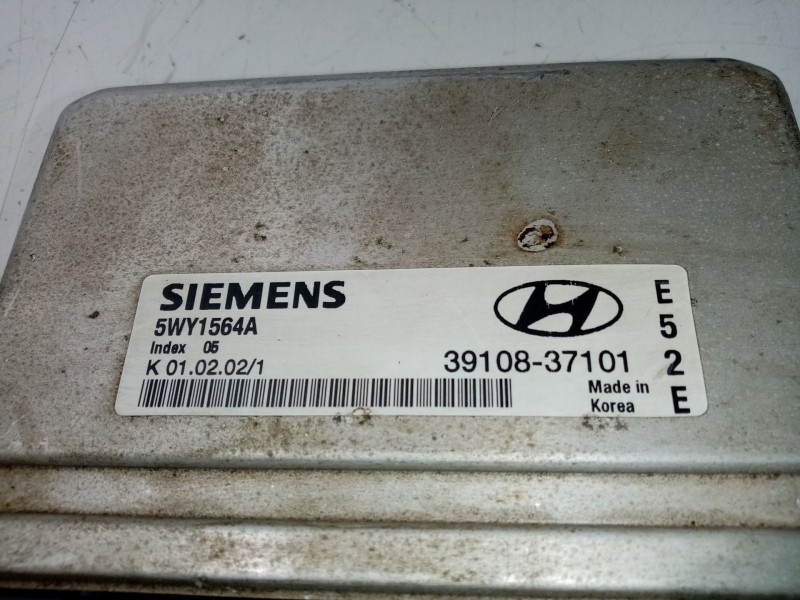 SIEMENS
5WY1564A
Index 05
K 01.02.02/1
39108-37101
Made in
Korea
E
5
2
E